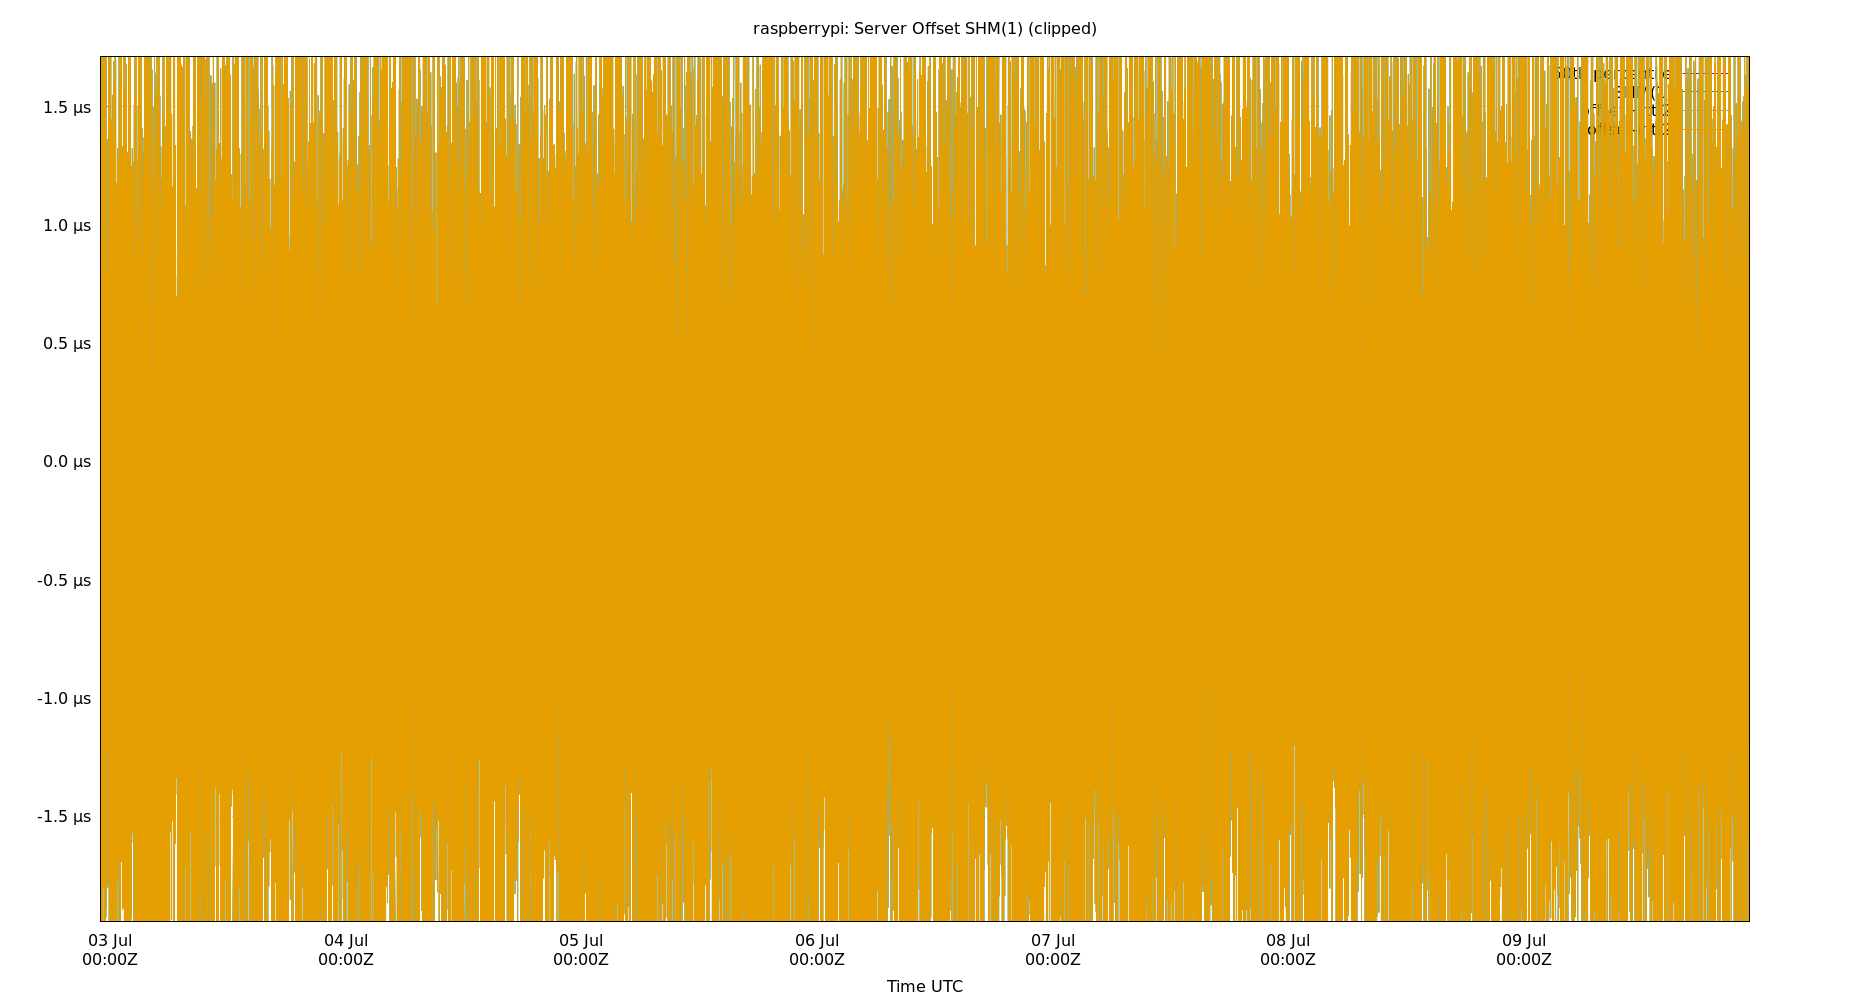 raspberrypi: Server Offset SHM(1) (clipped)
1.5 µs
1.0 µs
0.5 µs
0.0 µs
-0.5 µs
-1.0 µs
-1.5 µs
03 Jul 04 Jul 05 Jul 06 Jul 07 Jul 08 Jul 09 Jul
00:00Z 00:00Z 00:00Z 00:00Z 00:00Z 00:00Z 00:00Z
Time UTC